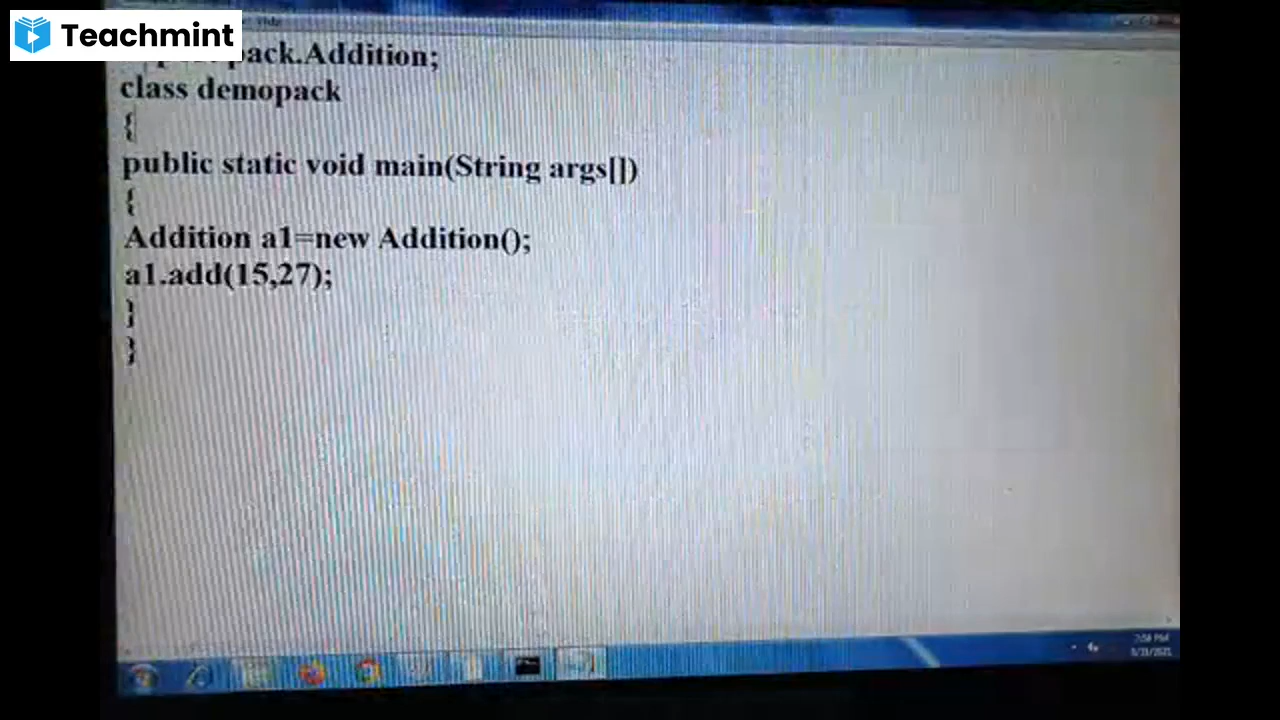 Teachmint
pack.Addition;
class demopack
{
public static void main(String args[])
{
Addition a1=new Addition();
a1.add(15,27);
}
}